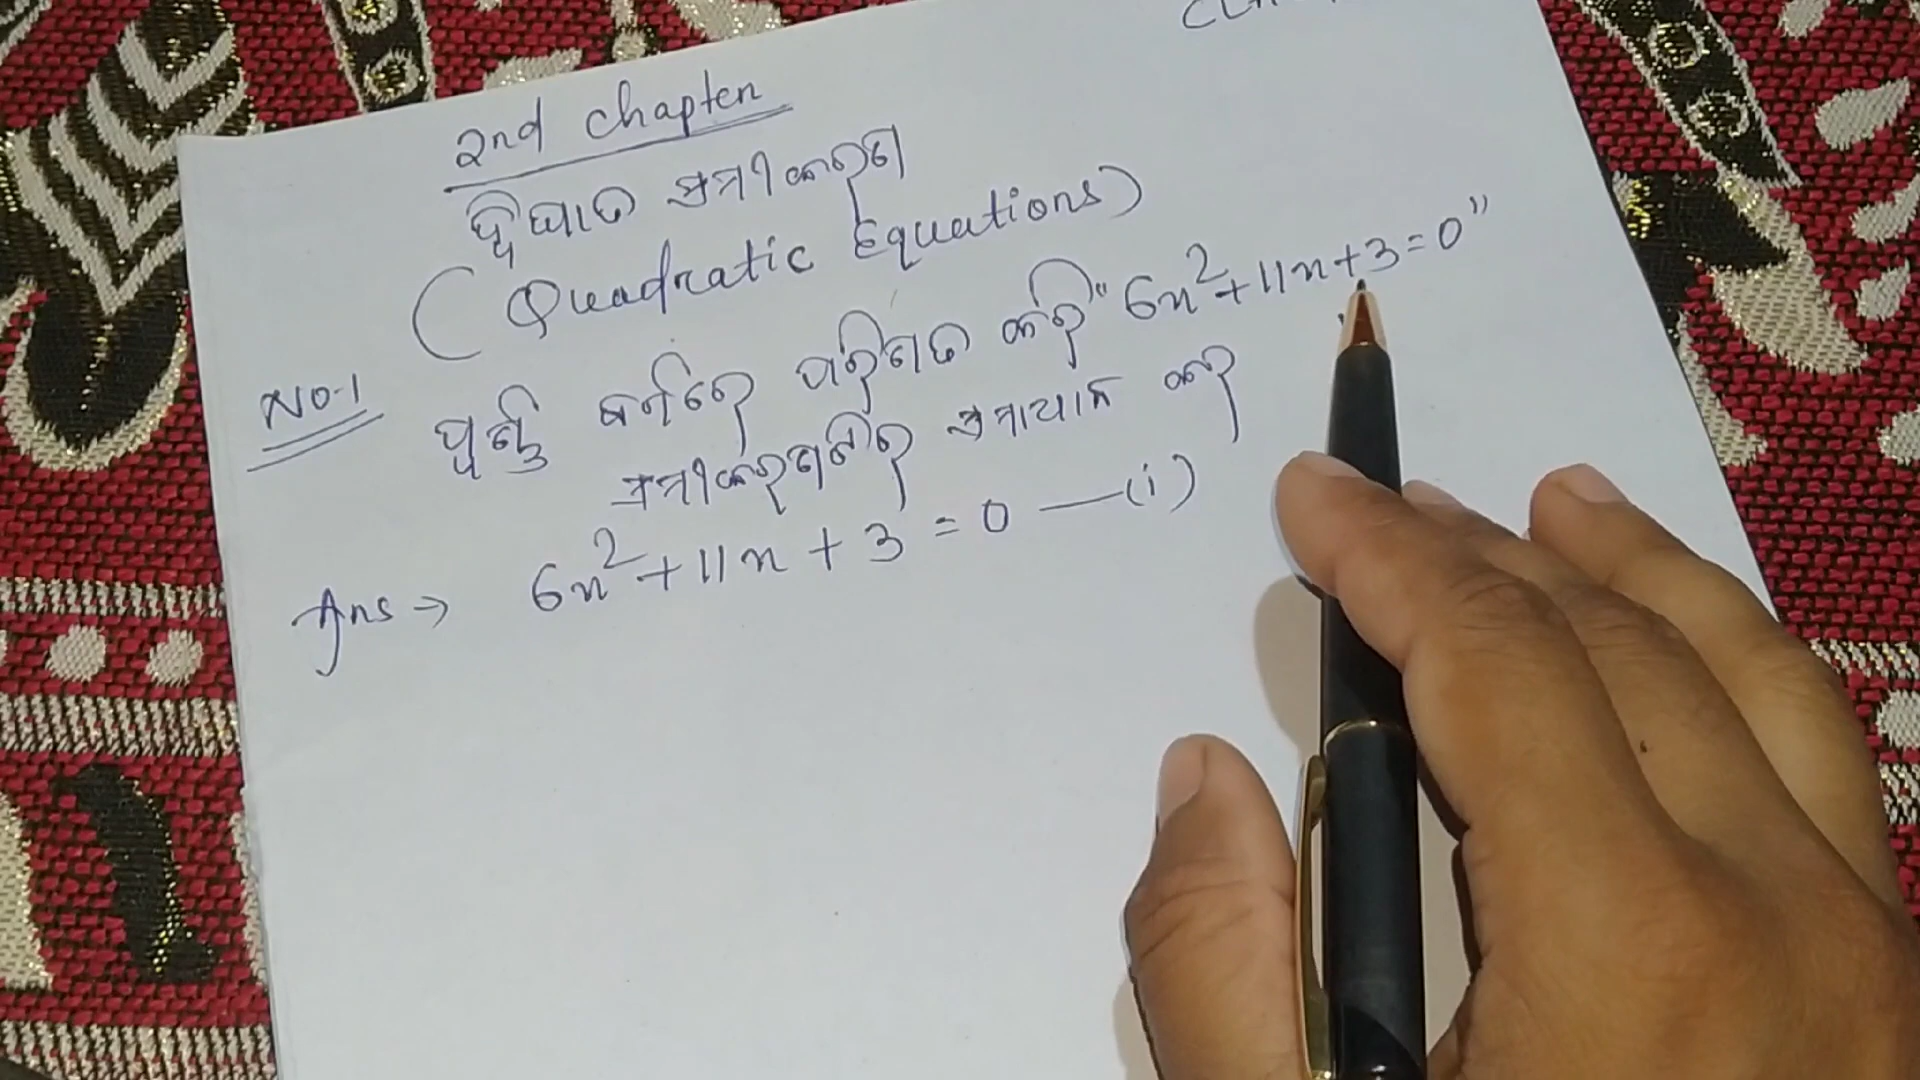 2nd Chapter
ଦ୍ୱିଘାତ ସମୀକରଣ
(Quadratic Equations)
NO-1 ପୂର୍ଣ୍ଣ ବର୍ଗରେ ପରିଣତ କରି "6x²+11x+3=0"
ସମୀକରଣଟିର ସମାଧାନ କର
Ans → 6x²+11x+3=0 —(i)